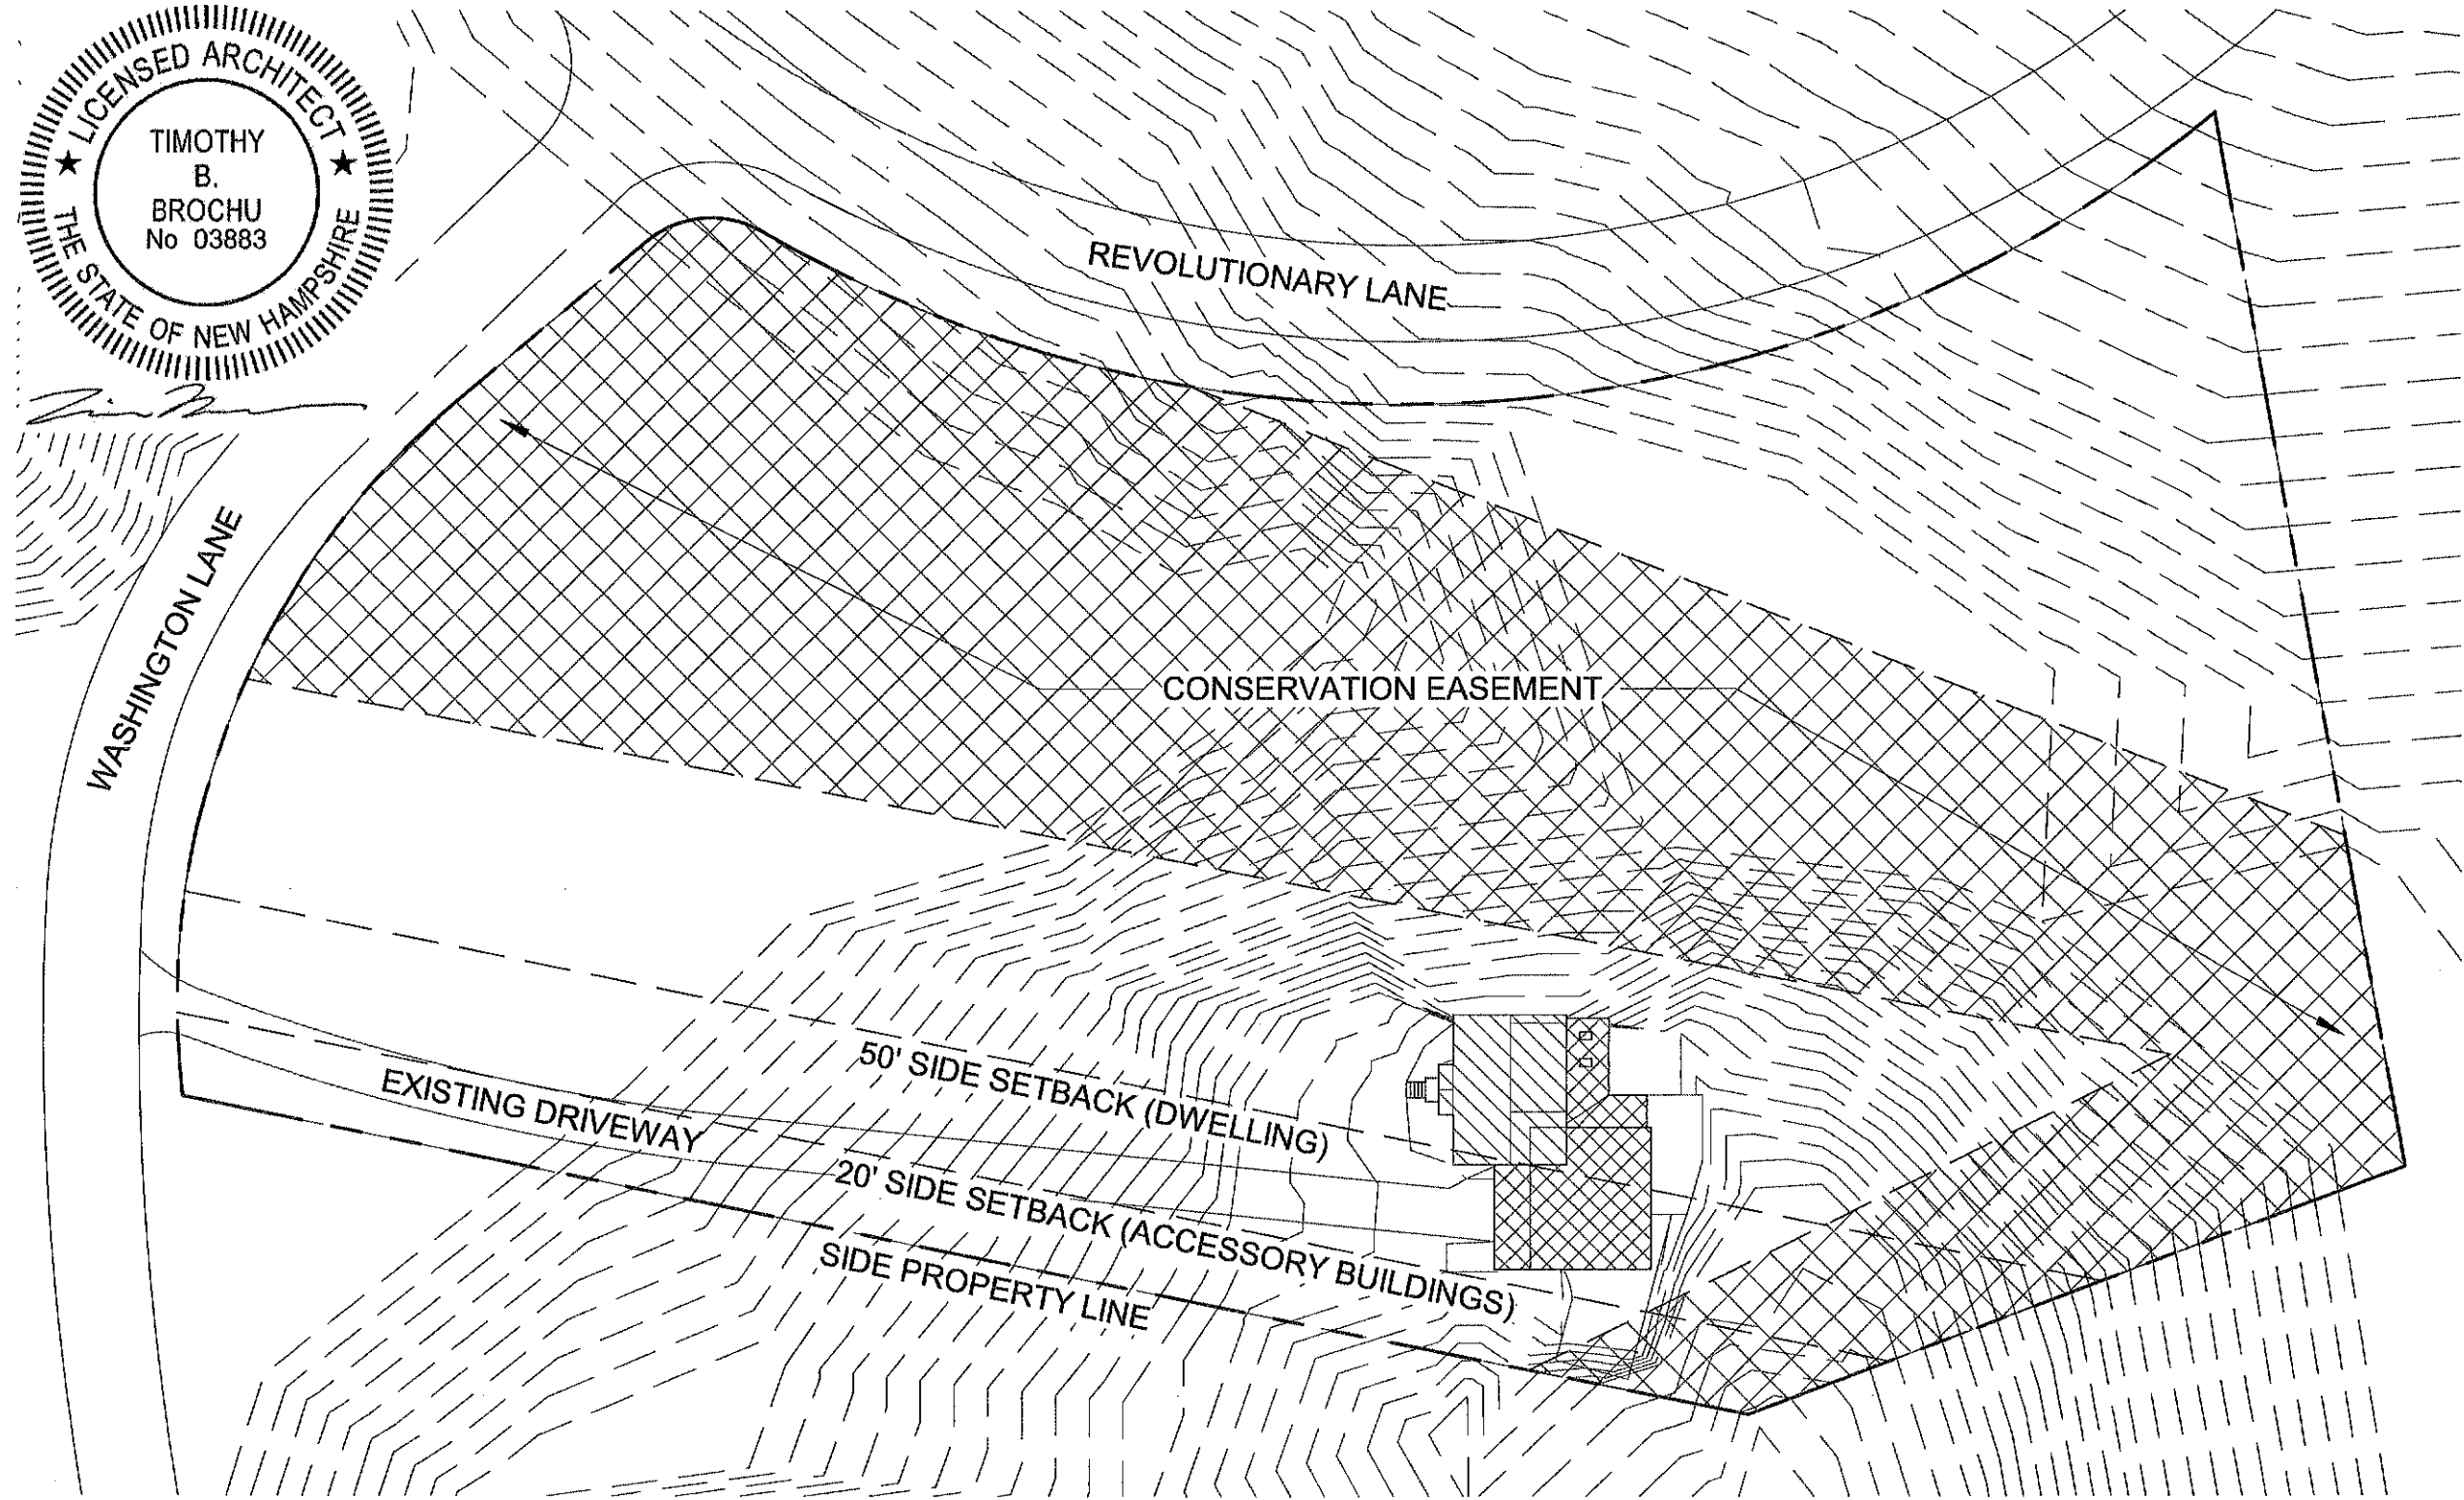 LICENSED ARCHITECT
TIMOTHY
B.
BROCHU
No 03883
THE STATE OF NEW HAMPSHIRE
REVOLUTIONARY LANE
WASHINGTON LANE
CONSERVATION EASEMENT
50' SIDE SETBACK (DWELLING)
EXISTING DRIVEWAY
20' SIDE SETBACK (ACCESSORY BUILDINGS)
SIDE PROPERTY LINE